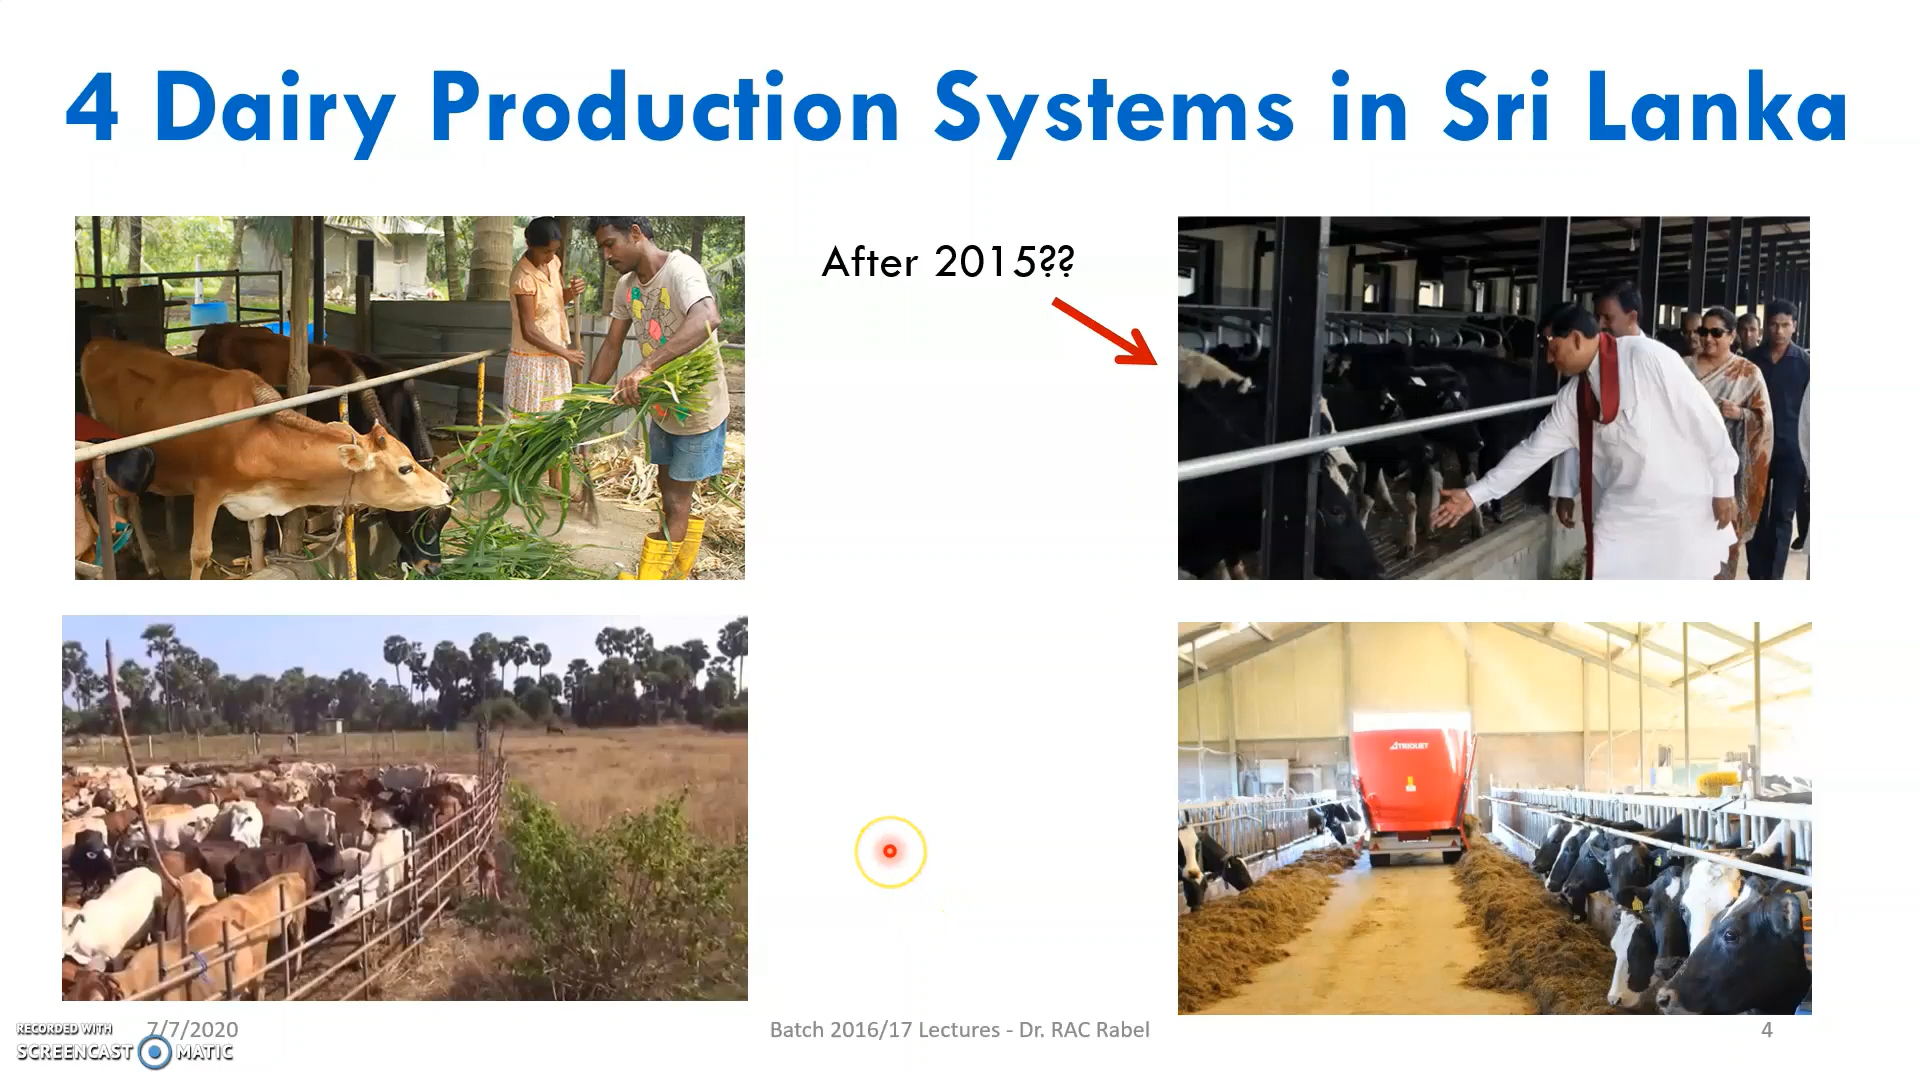 4 Dairy Production Systems in Sri Lanka
After 2015??
TRIOLIET
RECORDED WITH
SCREENCAST MATIC
7/7/2020
Batch 2016/17 Lectures - Dr. RAC Rabel
4